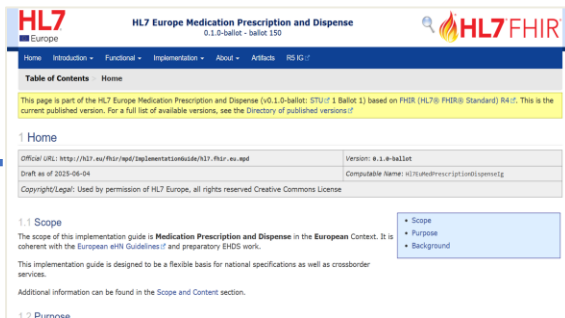 HL7
Europe
HL7 Europe Medication Prescription and Dispense
0.1.0-ballot - ballot 150
HL7 FHIR
Home Introduction Functional Implementation About Artifacts R5 IG
Table of Contents Home
This page is part of the HL7 Europe Medication Prescription and Dispense (v0.1.0-ballot: STU 1 Ballot 1) based on FHIR (HL7® FHIR® Standard) R4. This is the
current published version. For a full list of available versions, see the Directory of published versions
1 Home
Official URL: http://hl7.eu/fhir/mpd/ImplementationGuide/hl7.fhir.eu.mpd Version: 0.1.0-ballot
Draft as of 2025-06-04 Computable Name: Hl7EuMedPrescriptionDispenseIg
Copyright/Legal: Used by permission of HL7 Europe, all rights reserved Creative Commons License
1.1 Scope
The scope of this implementation guide is Medication Prescription and Dispense in the European Context. It is
coherent with the European eHN Guidelines and preparatory EHDS work.
This implementation guide is designed to be a flexible basis for national specifications as well as crossborder
services.
Additional information can be found in the Scope and Content section.
• Scope
• Purpose
• Background
1.2 Purpose